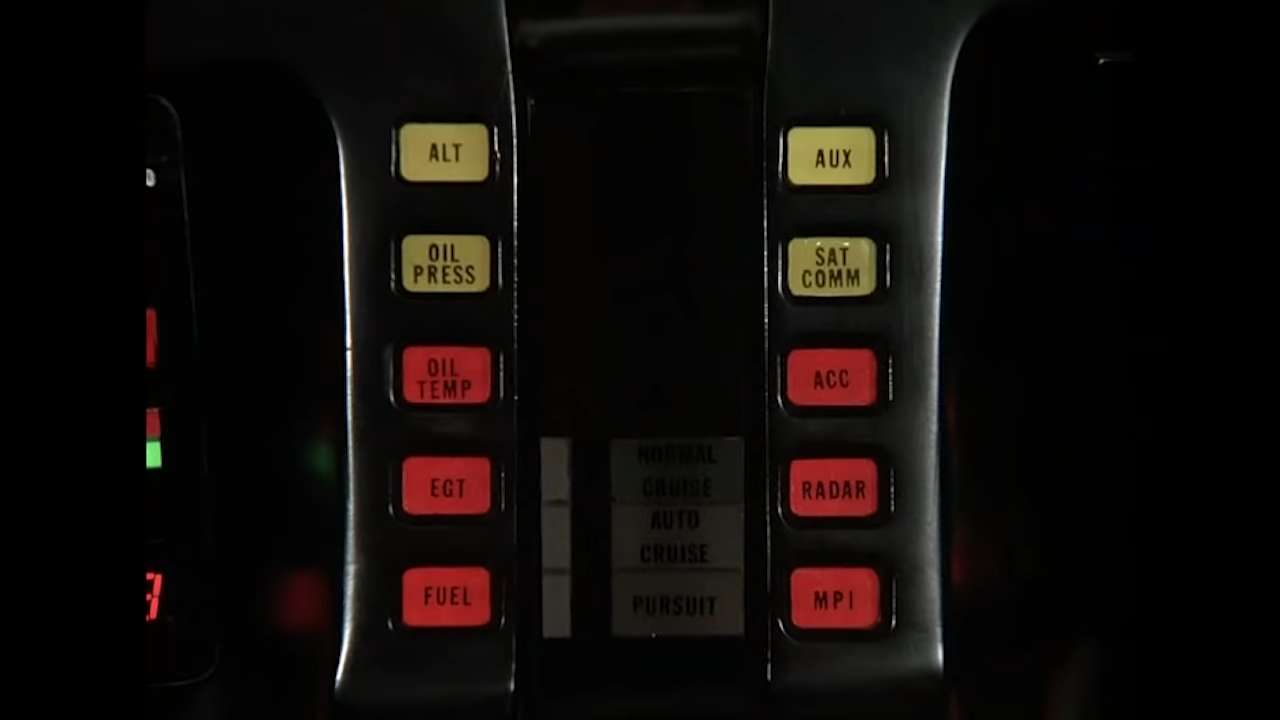 ALT
OIL
PRESS
OIL
TEMP
EGT
FUEL
NORMAL
CRUISE
AUTO
CRUISE
PURSUIT
AUX
SAT
COMM
ACC
RADAR
MPI